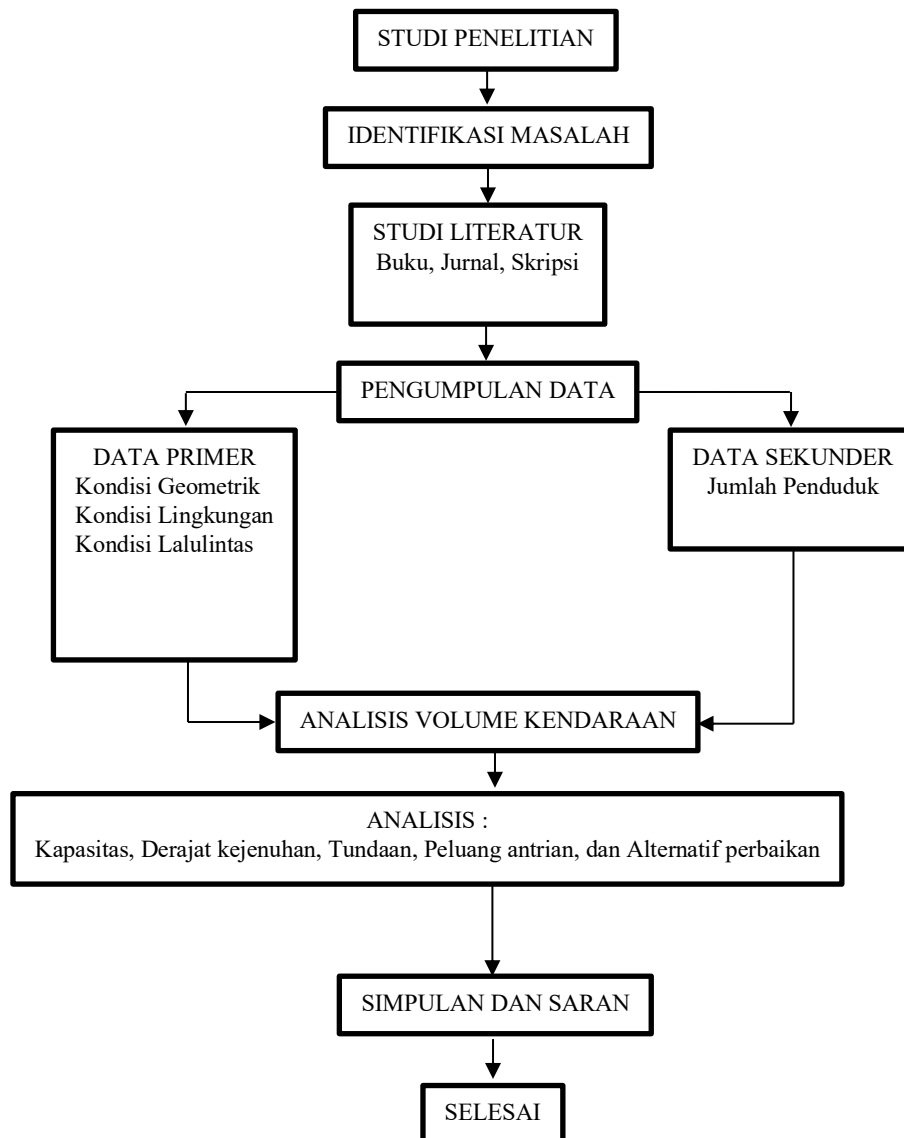 STUDI PENELITIAN
IDENTIFIKASI MASALAH
STUDI LITERATUR
Buku, Jurnal, Skripsi
PENGUMPULAN DATA
DATA PRIMER
Kondisi Geometrik
Kondisi Lingkungan
Kondisi Lalulintas
DATA SEKUNDER
Jumlah Penduduk
ANALISIS VOLUME KENDARAAN
ANALISIS :
Kapasitas, Derajat kejenuhan, Tundaan, Peluang antrian, dan Alternatif perbaikan
SIMPULAN DAN SARAN
SELESAI